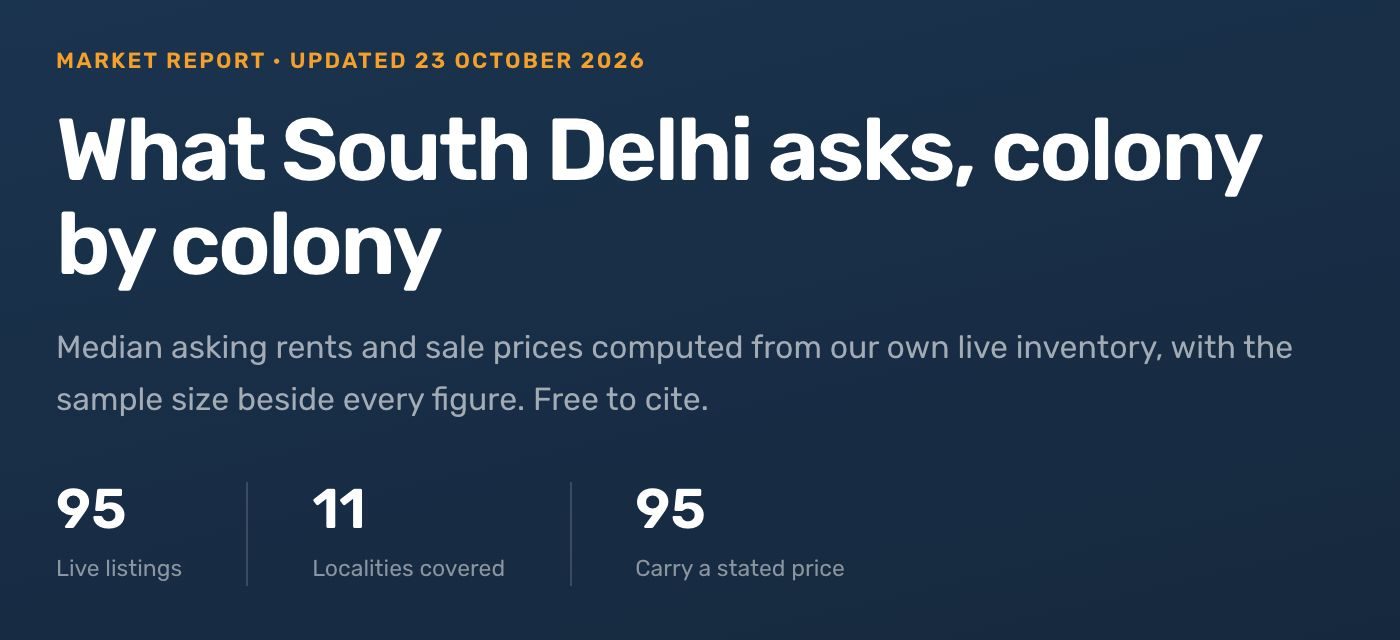 MARKET REPORT • UPDATED 23 OCTOBER 2026
What South Delhi asks, colony
by colony
Median asking rents and sale prices computed from our own live inventory, with the
sample size beside every figure. Free to cite.
95
Live listings
11
Localities covered
95
Carry a stated price